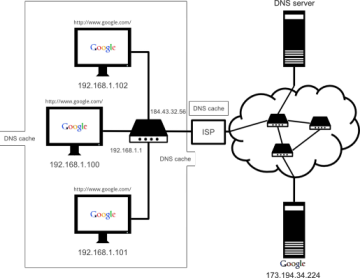 DNS server
http://www.google.com/
Google
192.168.1.102
184.43.32.56
DNS cache
http://www.google.com/
Google
ISP
DNS cache
192.168.1.1
192.168.1.100
DNS cache
http://www.google.com/
Google
192.168.1.101
Google
173.194.34.224